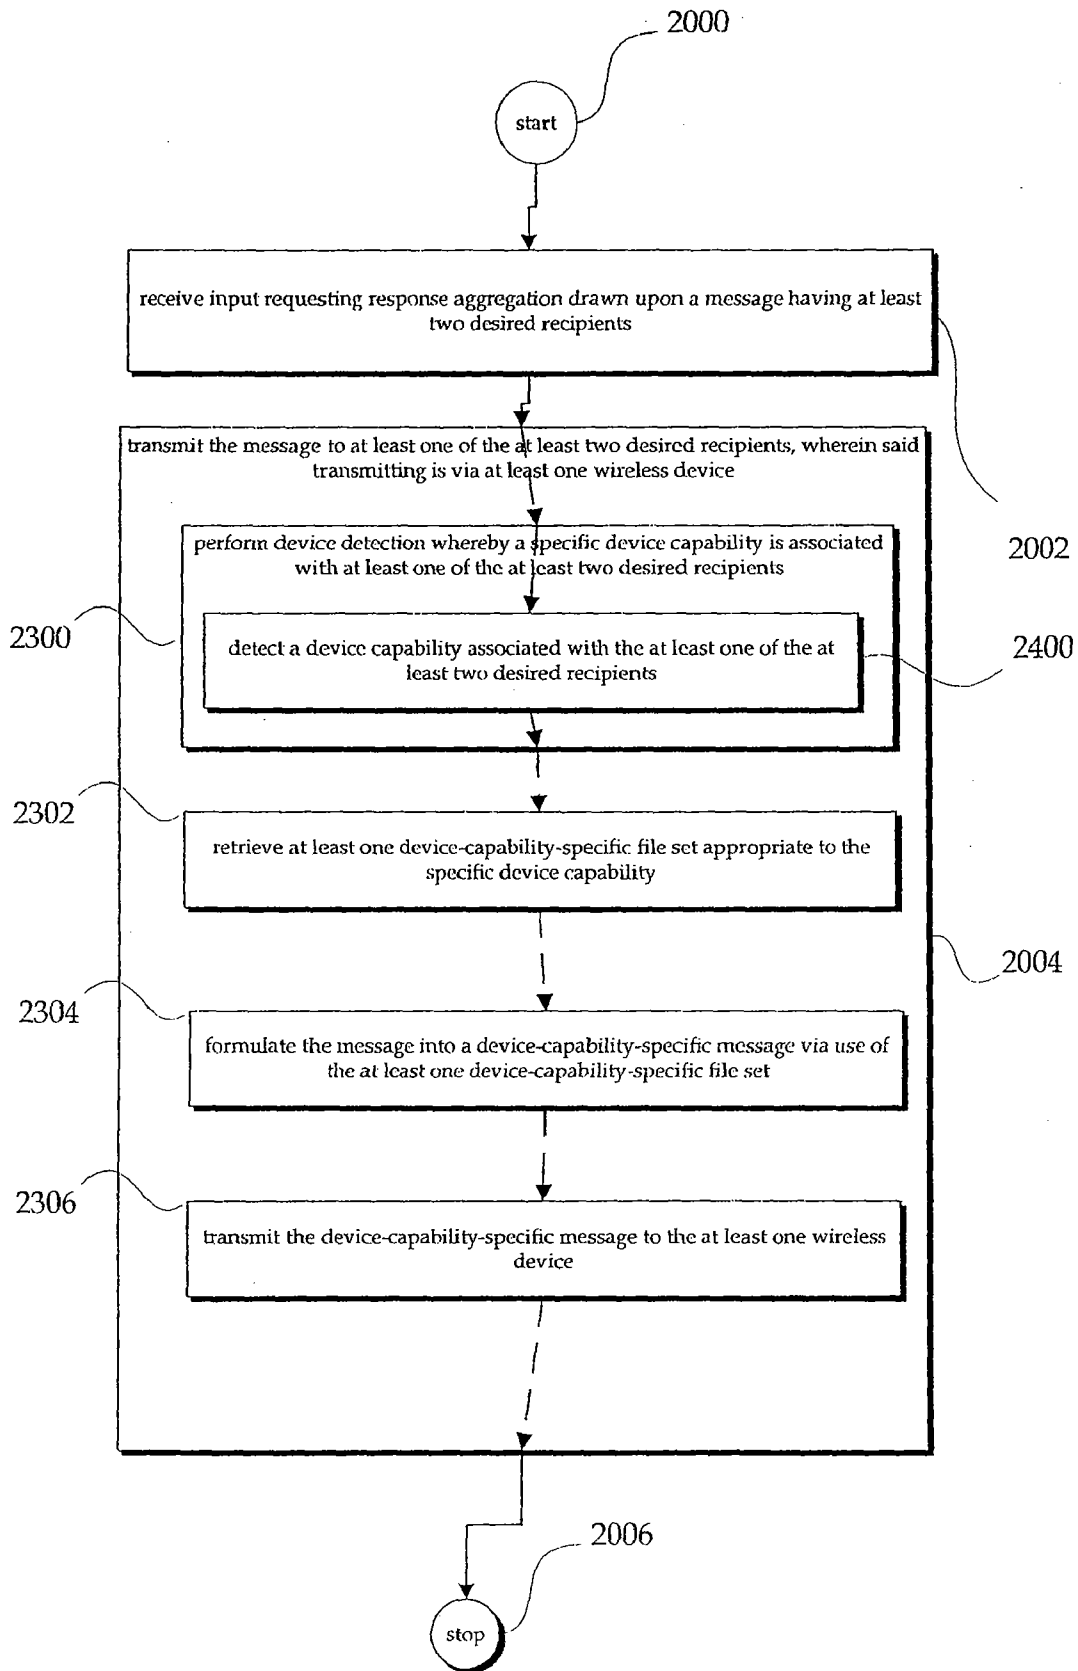 2000
start
receive input requesting response aggregation drawn upon a message having at least
two desired recipients
2002
transmit the message to at least one of the at least two desired recipients, wherein said
transmitting is via at least one wireless device
perform device detection whereby a specific device capability is associated
with at least one of the at least two desired recipients
2300
detect a device capability associated with the at least one of the at
least two desired recipients
2400
2302
retrieve at least one device-capability-specific file set appropriate to the
specific device capability
2004
2304
formulate the message into a device-capability-specific message via use of
the at least one device-capability-specific file set
2306
transmit the device-capability-specific message to the at least one wireless
device
2006
stop